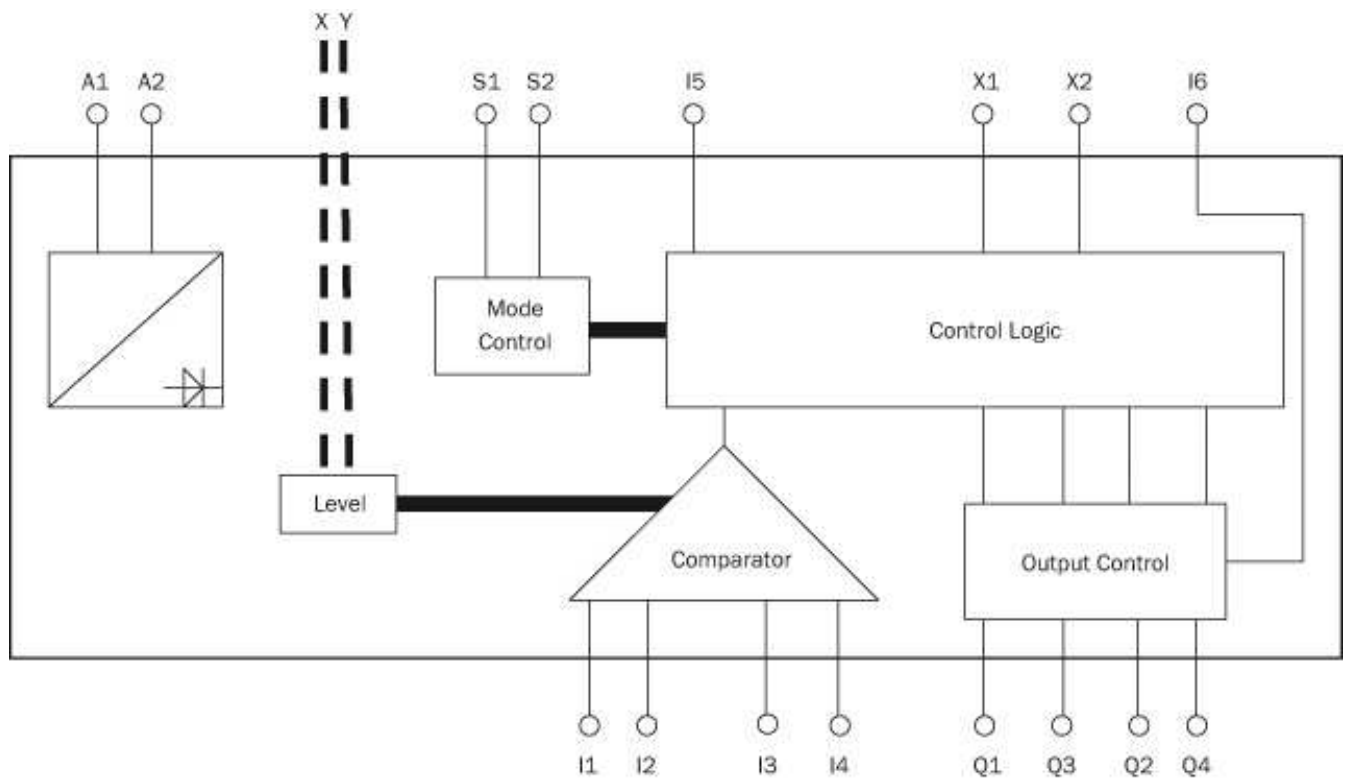 X Y
A1 A2 S1 S2 I5 X1 X2 I6
Mode
Control
Control Logic
Level
Comparator
Output Control
I1 I2 I3 I4 Q1 Q3 Q2 Q4